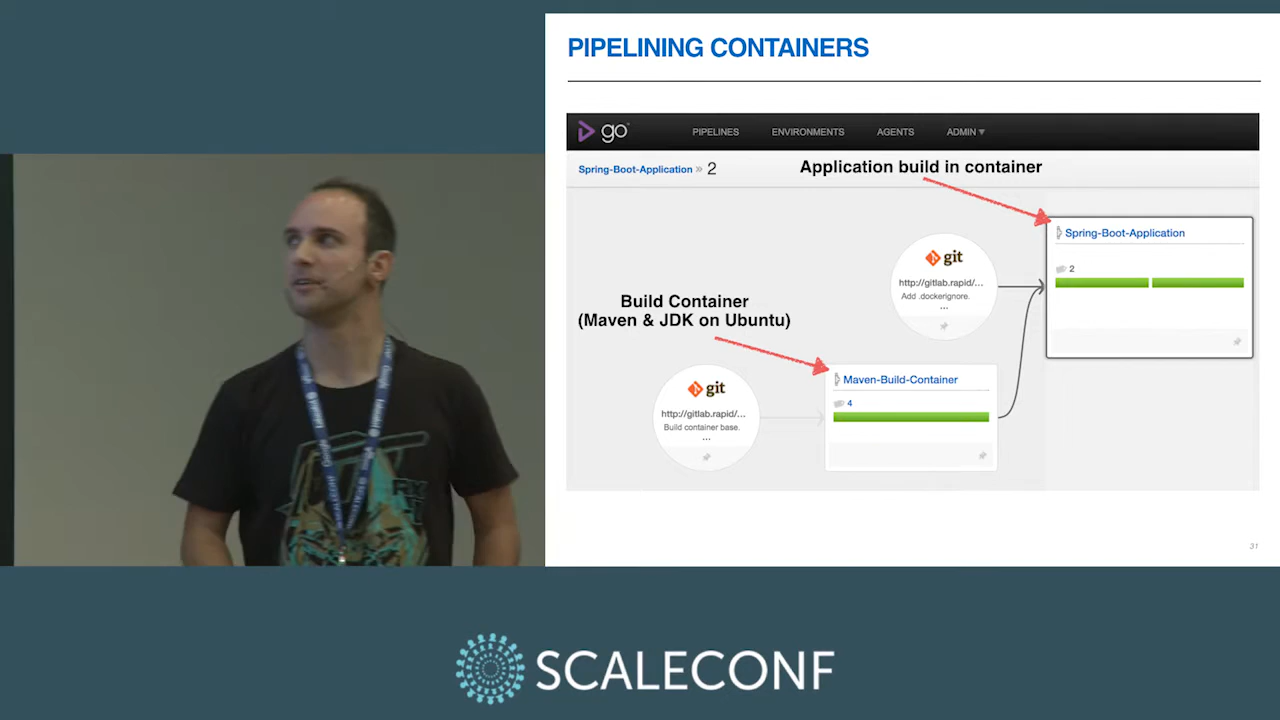 PIPELINING CONTAINERS
go
PIPELINES
ENVIRONMENTS
AGENTS
ADMIN ▾
Spring-Boot-Application » 2
Application build in container
Spring-Boot-Application
2
git
http://gitlab.rapid/...
Add .dockerignore.
...
Build Container
(Maven & JDK on Ubuntu)
Maven-Build-Container
4
git
http://gitlab.rapid/...
Build container base.
...
31
SCALECONF
Google
SCALECONF